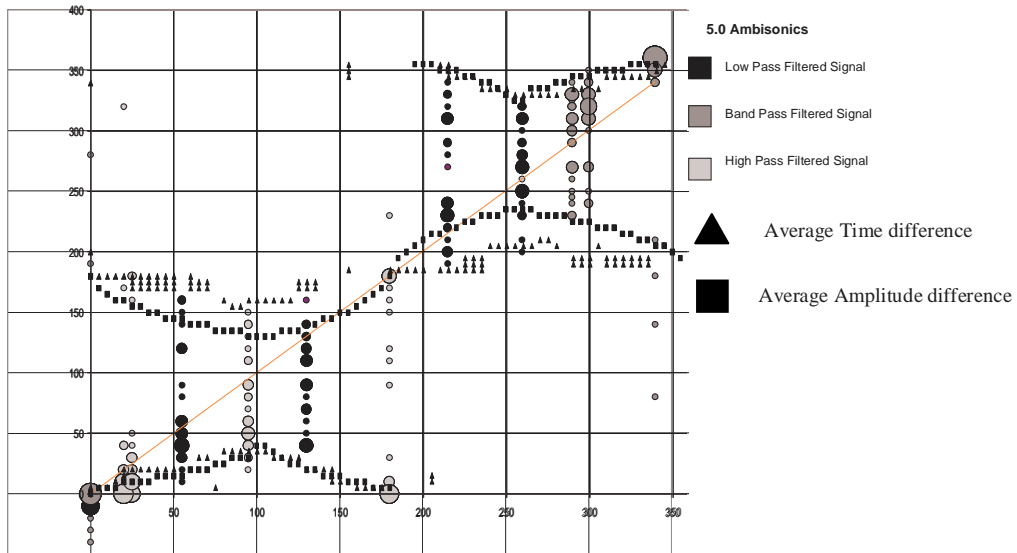 400
350
300
250
200
150
100
50
50
100
150
200
250
300
350
5.0 Ambisonics
Low Pass Filtered Signal
Band Pass Filtered Signal
High Pass Filtered Signal
Average Time difference
Average Amplitude difference